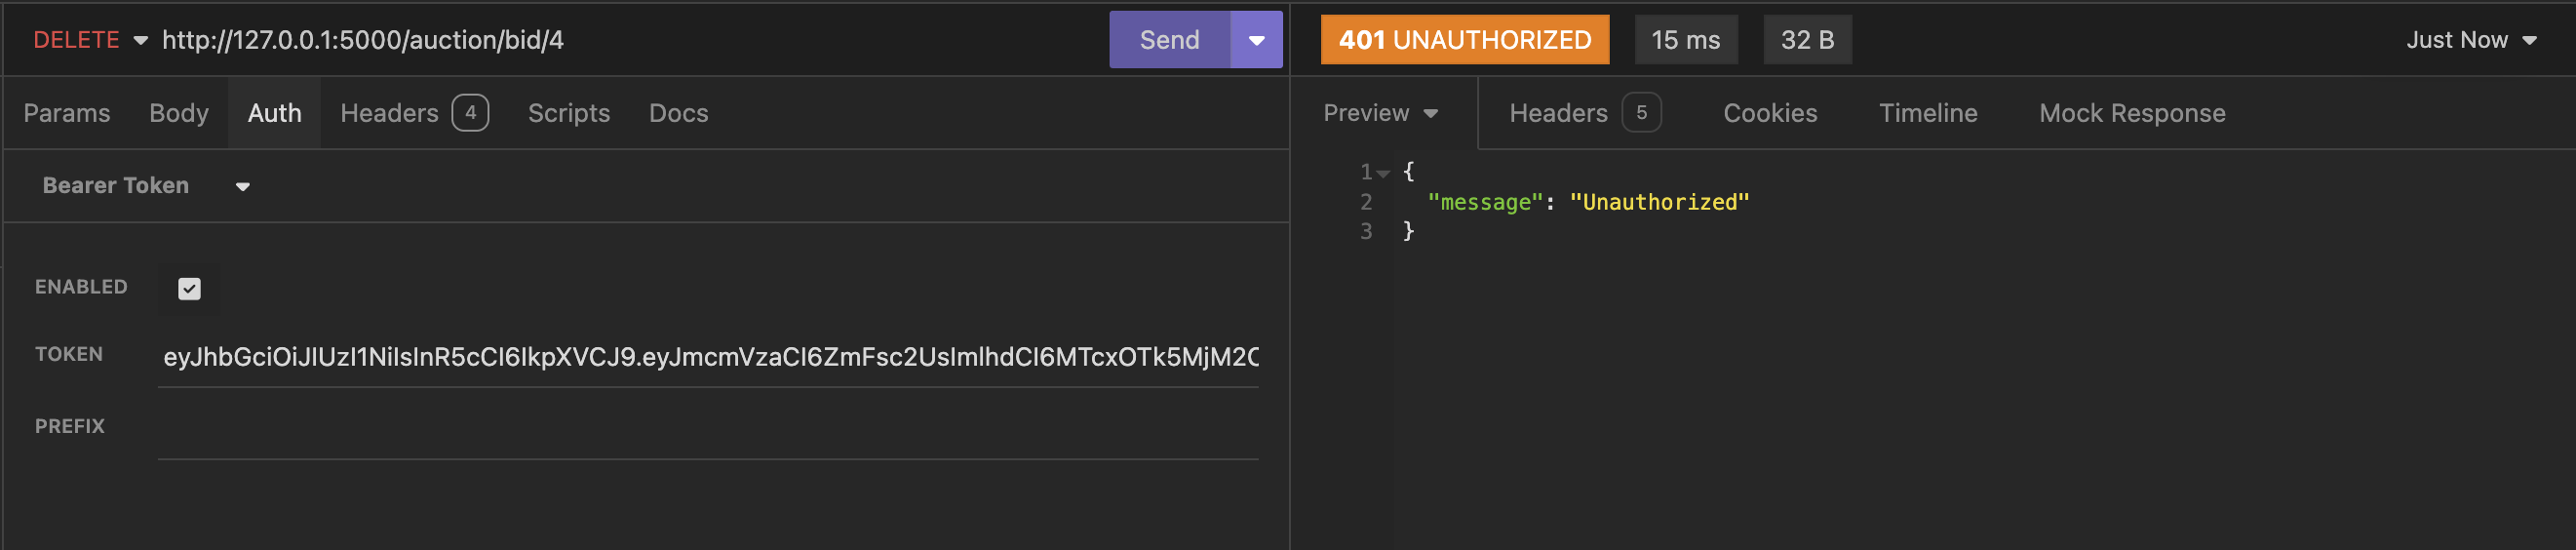 DELETE http://127.0.0.1:5000/auction/bid/4 Send
401 UNAUTHORIZED 15 ms 32 B Just Now
Params Body Auth Headers 4 Scripts Docs
Preview Headers 5 Cookies Timeline Mock Response
Bearer Token
ENABLED
TOKEN eyJhbGciOiJIUzI1NiIsInR5cCI6IkpXVCJ9.eyJmcmVzaCI6ZmFsc2UsImlhdCI6MTcxOTk5MjM2
PREFIX
1 {
2 "message": "Unauthorized"
3 }